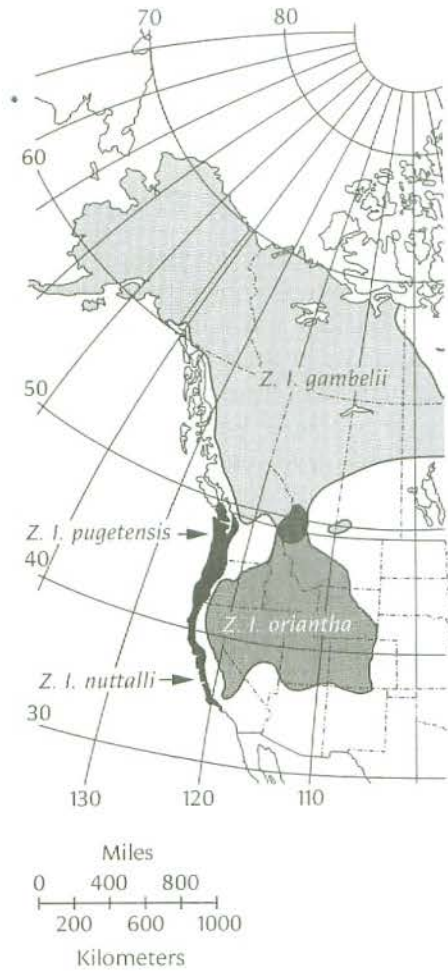 70
80
60
Z. l. gambelii
50
Z. l. pugetensis
40
Z. l. oriantha
Z. l. nuttalli
30
130
120
110
Miles
0 400 800
200 600 1000
Kilometers